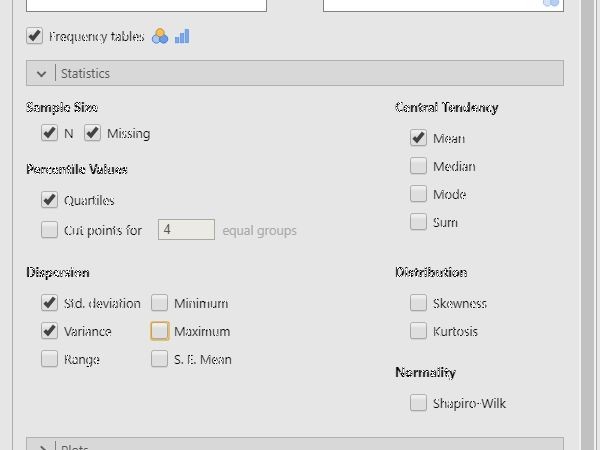 Frequency tables
Statistics
Sample Size
N Missing
Percentile Values
Quartiles
Cut points for 4 equal groups
Dispersion
Std. deviation Minimum
Variance Maximum
Range S. E. Mean
Central Tendency
Mean
Median
Mode
Sum
Distribution
Skewness
Kurtosis
Normality
Shapiro-Wilk
Plots